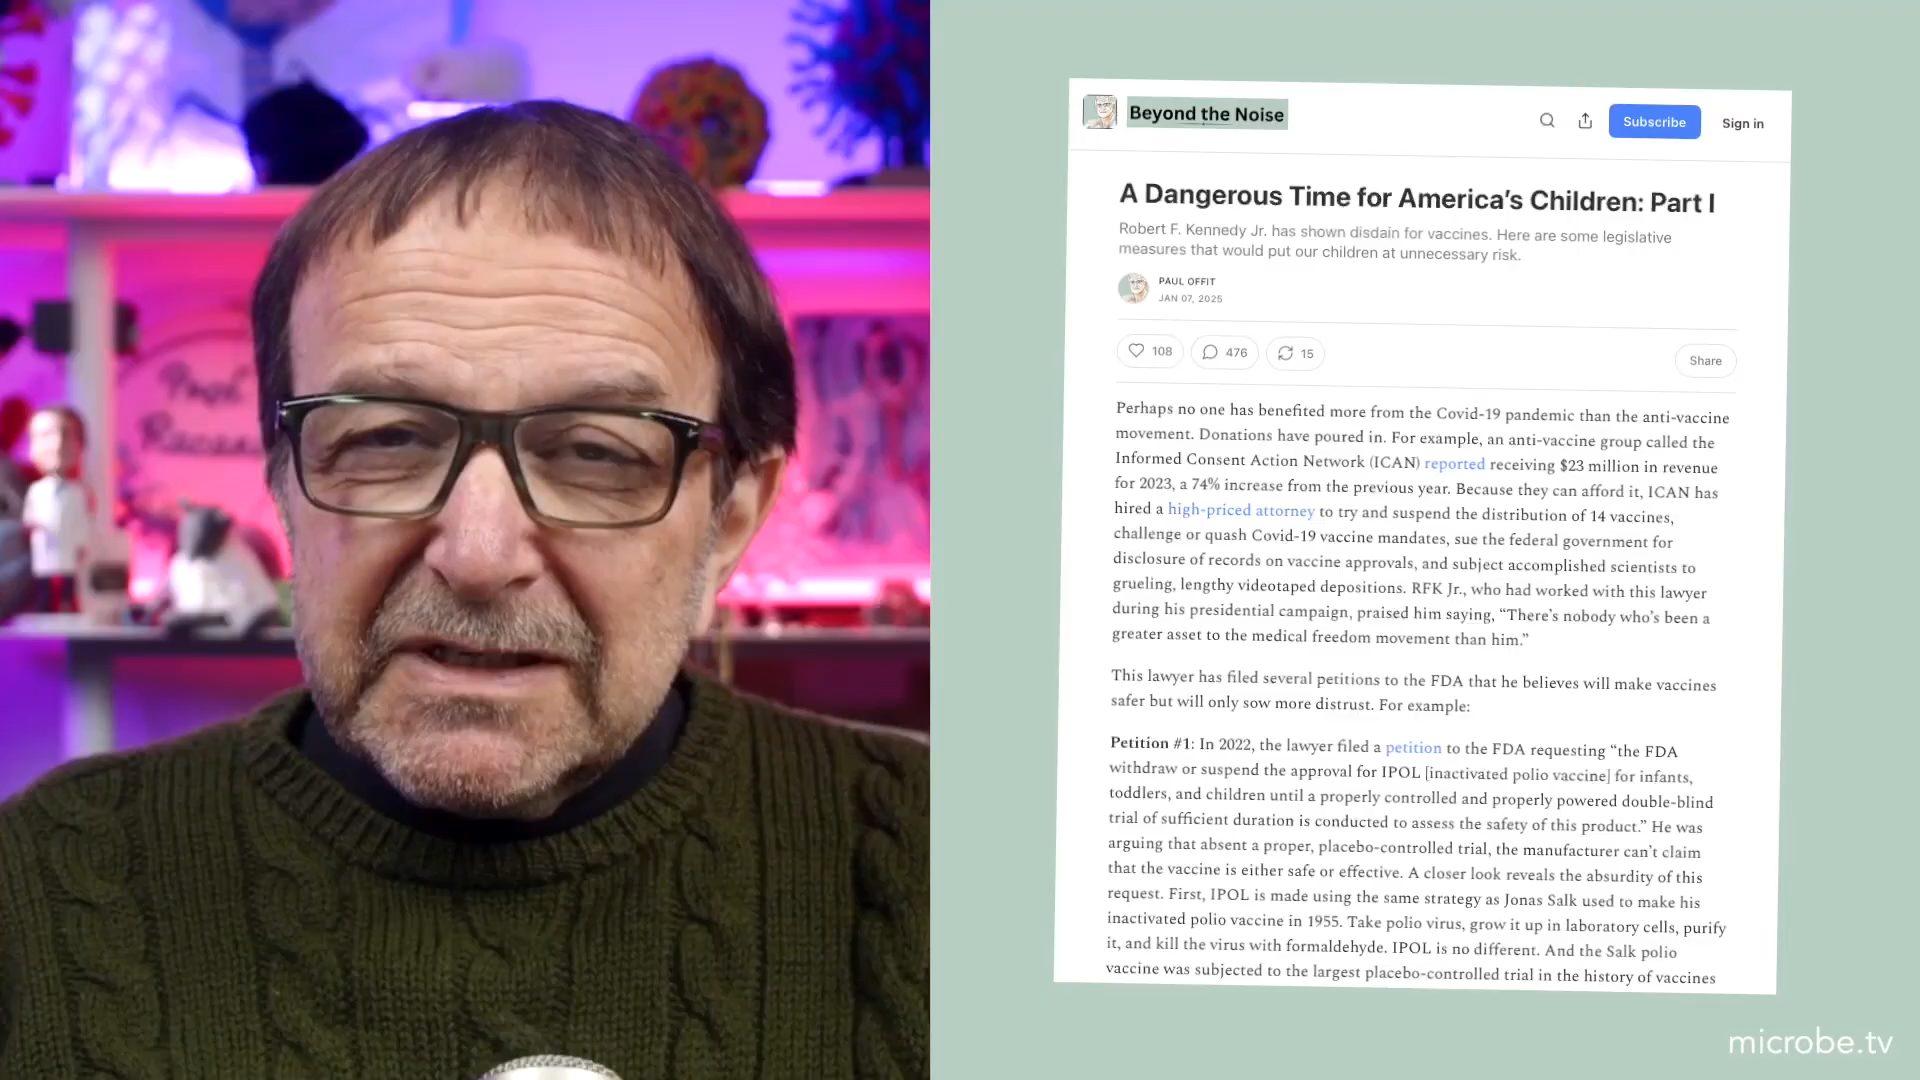 Beyond the Noise
Subscribe
Sign in
A Dangerous Time for America's Children: Part I
Robert F. Kennedy Jr. has shown disdain for vaccines. Here are some legislative
measures that would put our children at unnecessary risk.
PAUL OFFIT
JAN 07, 2025
108
476
15
Share
Perhaps no one has benefited more from the Covid-19 pandemic than the anti-vaccine
movement. Donations have poured in. For example, an anti-vaccine group called the
Informed Consent Action Network (ICAN) reported receiving $23 million in revenue
for 2023, a 74% increase from the previous year. Because they can afford it, ICAN has
hired a high-priced attorney to try and suspend the distribution of 14 vaccines,
challenge or quash Covid-19 vaccine mandates, sue the federal government for
disclosure of records on vaccine approvals, and subject accomplished scientists to
grueling, lengthy videotaped depositions. RFK Jr., who had worked with this lawyer
during his presidential campaign, praised him saying, “There’s nobody who’s been a
greater asset to the medical freedom movement than him.”
This lawyer has filed several petitions to the FDA that he believes will make vaccines
safer but will only sow more distrust. For example:
Petition #1: In 2022, the lawyer filed a petition to the FDA requesting “the FDA
withdraw or suspend the approval for IPOL [inactivated polio vaccine] for infants,
toddlers, and children until a properly controlled and properly powered double-blind
trial of sufficient duration is conducted to assess the safety of this product.” He was
arguing that absent a proper, placebo-controlled trial, the manufacturer can’t claim
that the vaccine is either safe or effective. A closer look reveals the absurdity of this
request. First, IPOL is made using the same strategy as Jonas Salk used to make his
inactivated polio vaccine in 1955. Take polio virus, grow it up in laboratory cells, purify
it, and kill the virus with formaldehyde. IPOL is no different. And the Salk polio
vaccine was subjected to the largest placebo-controlled trial in the history of vaccines
microbe.tv